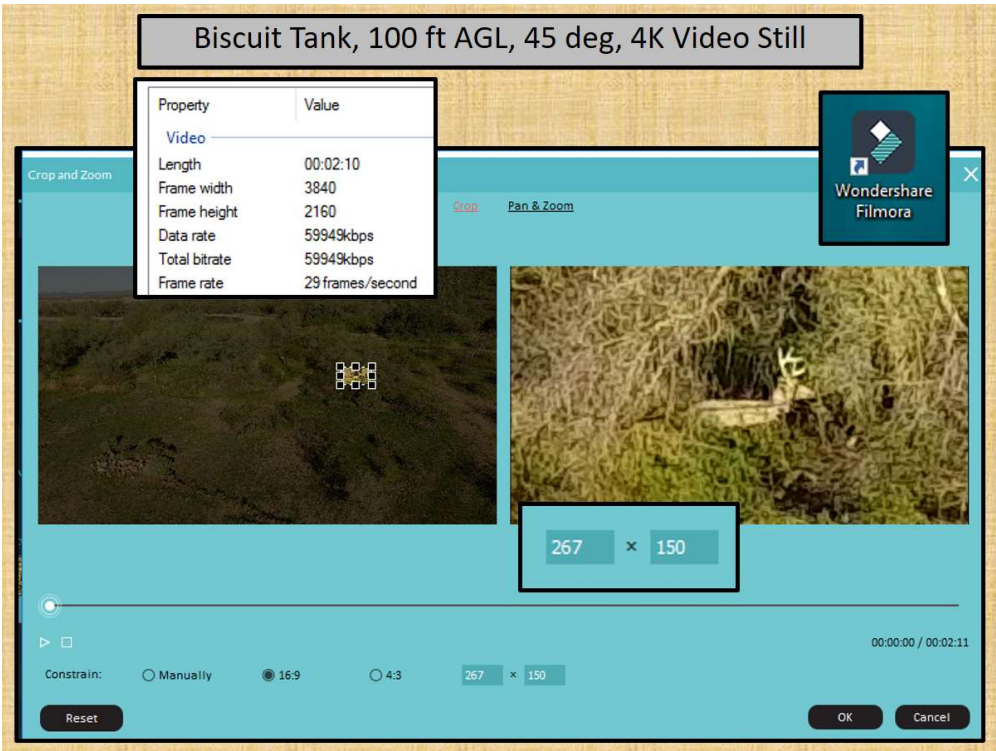 Biscuit Tank, 100 ft AGL, 45 deg, 4K Video Still
Property Value
Video
Length 00:02:10
Frame width 3840
Frame height 2160
Data rate 59949kbps
Total bitrate 59949kbps
Frame rate 29 frames/second
Wondershare
Filmora
Crop and Zoom
Crop Pan & Zoom
267 × 150
00:00:00 / 00:02:11
Constrain: Manually 16:9 4:3 267 × 150
Reset OK Cancel